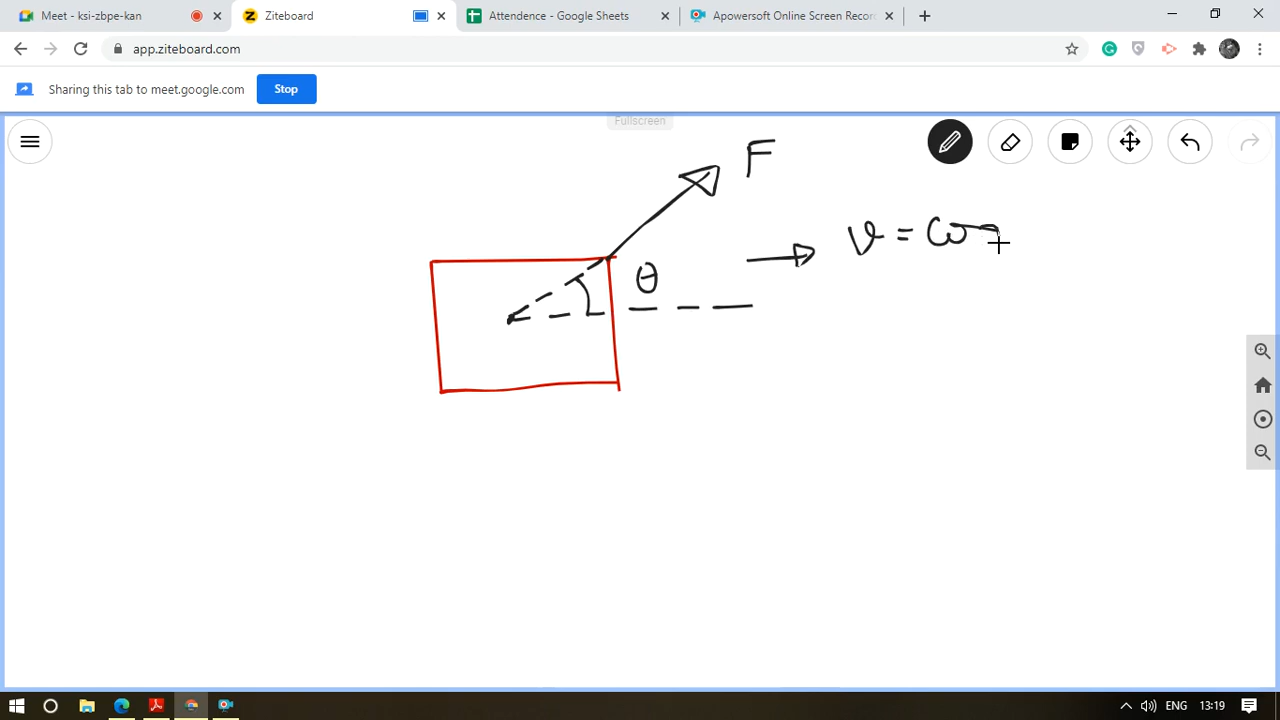 Meet - ksi-zbpe-kan
Ziteboard
Attendence - Google Sheets
Apowersoft Online Screen Recor
app.ziteboard.com
Sharing this tab to meet.google.com
Stop
Fullscreen
F
v = con
θ
ENG
13:19